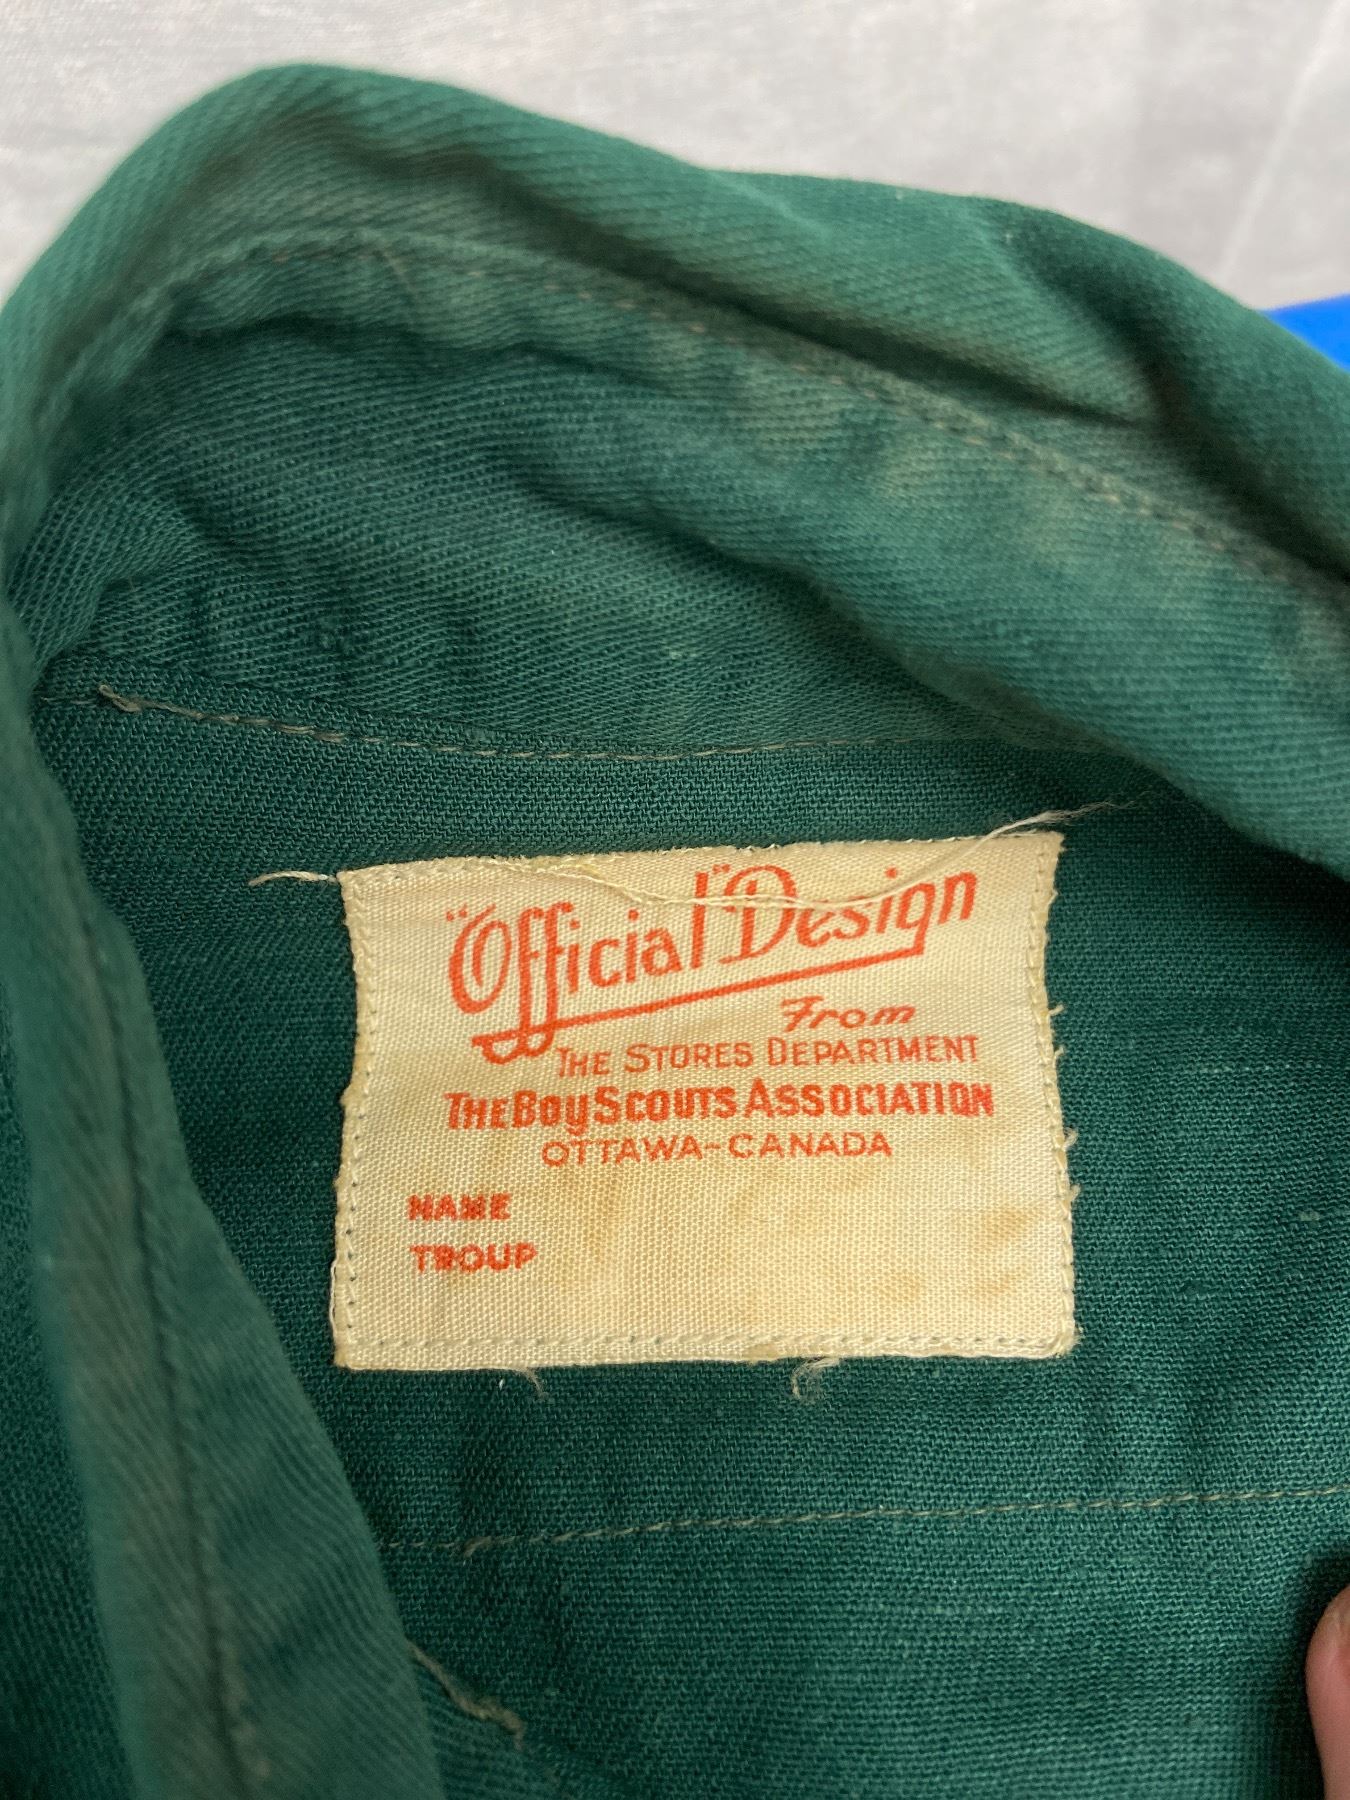 "Official" Design
From
THE STORES DEPARTMENT
THE BOY SCOUTS ASSOCIATION
OTTAWA-CANADA
NAME
TROUP